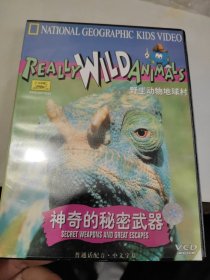 NATIONAL GEOGRAPHIC KIDS VIDEO
REALLY WILD ANIMALS
野生动物地球村
神奇的秘密武器
SECRET WEAPONS AND GREAT ESCAPES
普通话配音·中文字幕
VCD